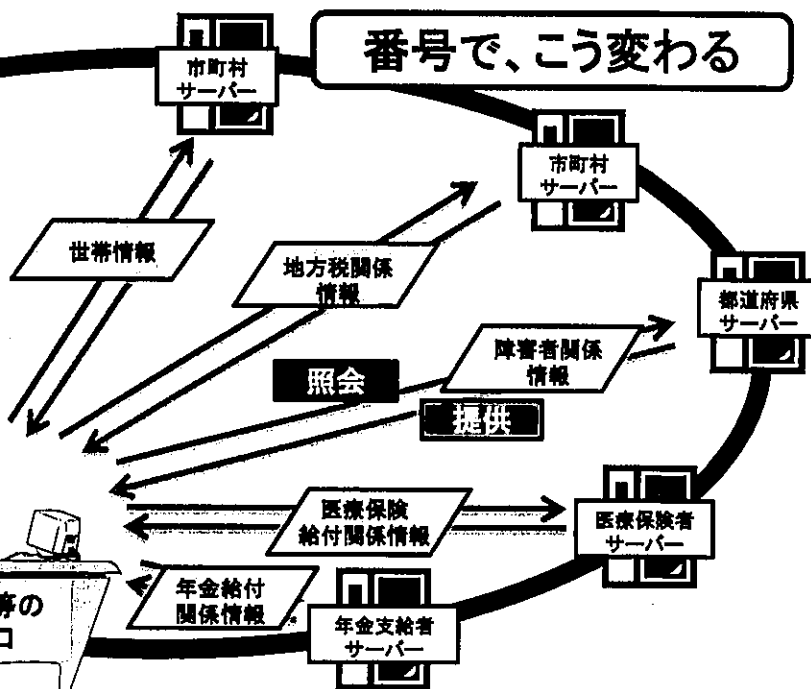 番号で、こう変わる
市町村
サーバー
市町村
サーバー
世帯情報
地方税関係
情報
都道府県
サーバー
障害者関係
情報
照会
提供
医療保険
給付関係情報
医療保険者
サーバー
年金給付
関係情報
年金支給者
サーバー
等の
口